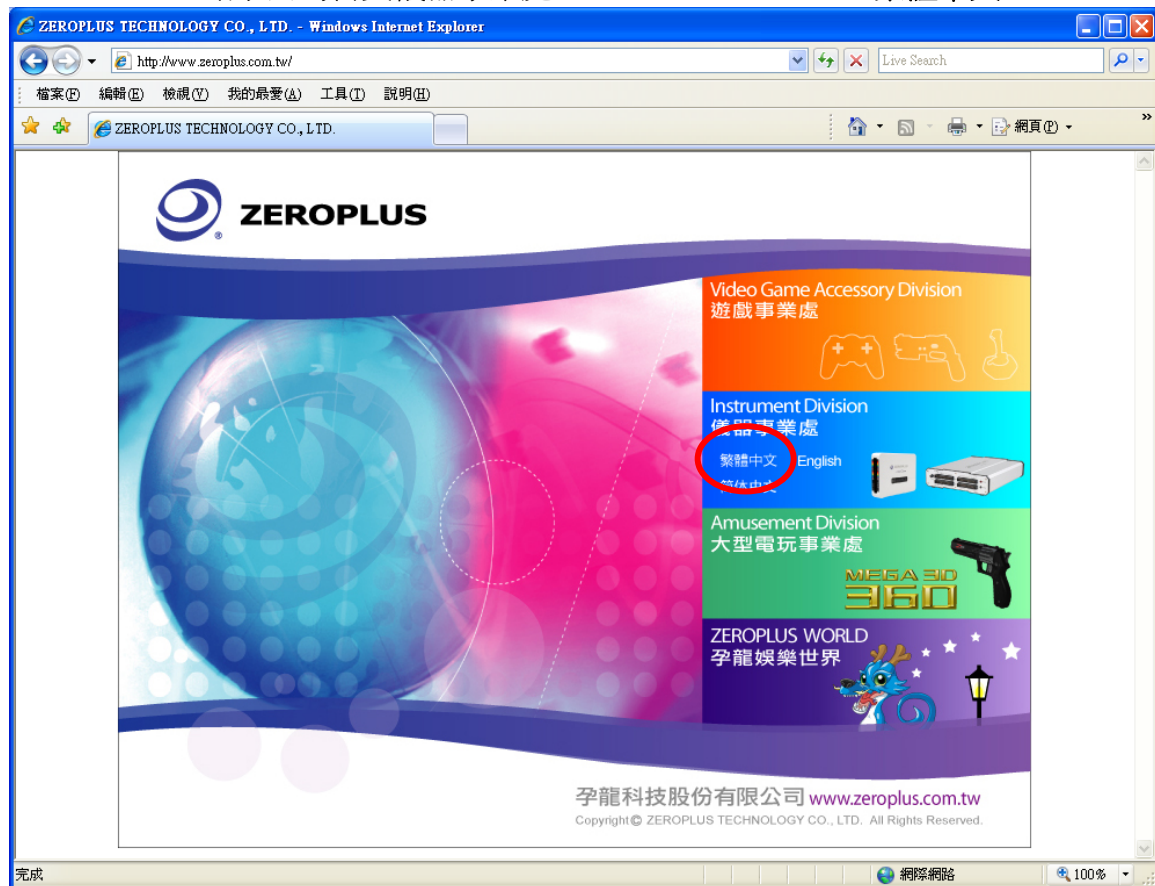 ZEROPLUS TECHNOLOGY CO., LTD. - Windows Internet Explorer
http://www.zeroplus.com.tw/
Live Search
檔案(F) 編輯(E) 檢視(V) 我的最愛(A) 工具(T) 說明(H)
ZEROPLUS TECHNOLOGY CO., LTD.
網頁(P)
ZEROPLUS
Video Game Accessory Division
遊戲事業處
Instrument Division
儀器事業處
繁體中文 English
简体中文
Amusement Division
大型電玩事業處
MEGA 3D
360
ZEROPLUS WORLD
孕龍娛樂世界
孕龍科技股份有限公司 www.zeroplus.com.tw
Copyright© ZEROPLUS TECHNOLOGY CO., LTD. All Rights Reserved.
完成
網際網路
100%